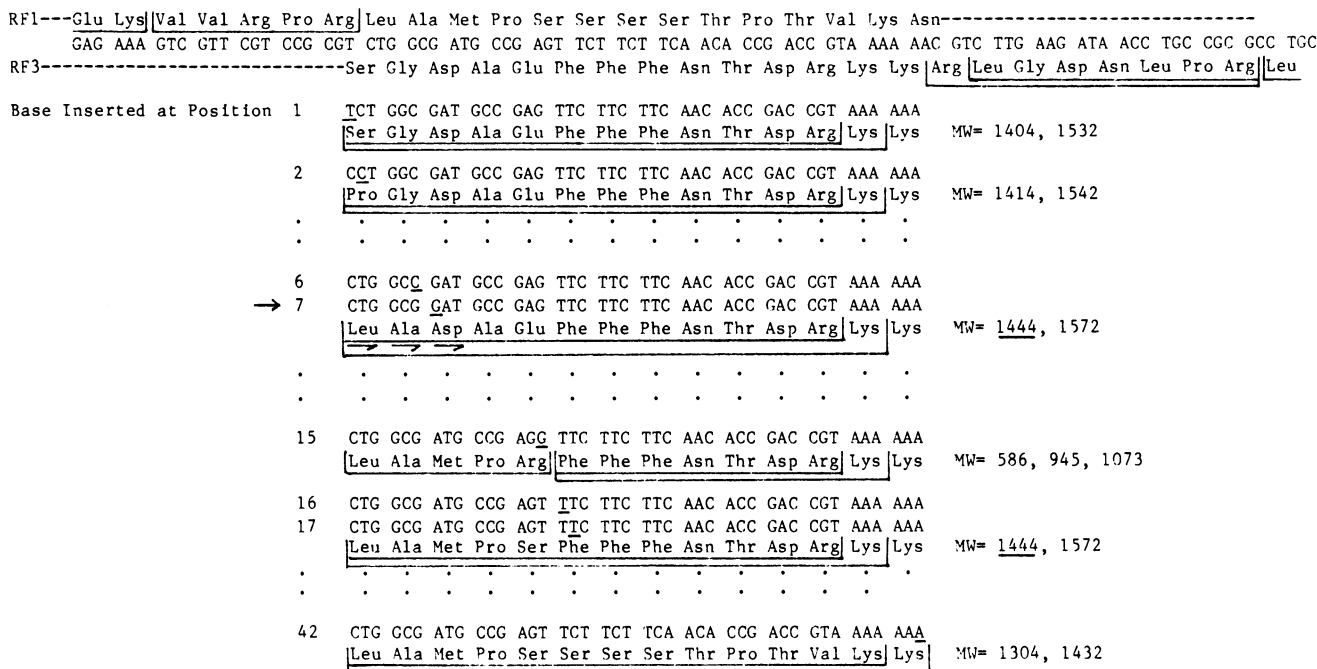 RF1---Glu Lys Val Val Arg Pro Arg Leu Ala Met Pro Ser Ser Ser Ser Thr Pro Thr Val Lys Asn----------------------------
GAG AAA GTC GTT CGT CCG CGT CTG GCG ATG CCG AGT TCT TCT TCA ACA CCG ACC GTA AAA AAC GTC TTG AAG ATA ACC TGC CGC GCC TGC
RF3---------------------------Ser Gly Asp Ala Glu Phe Phe Phe Asn Thr Asp Arg Lys Lys Arg Leu Gly Asp Asn Leu Pro Arg Leu
Base Inserted at Position 1 TCT GGC GAT GCC GAG TTC TTC TTC AAC ACC GAC CGT AAA AAA
Ser Gly Asp Ala Glu Phe Phe Phe Asn Thr Asp Arg Lys Lys MW= 1404, 1532
2 CCT GGC GAT GCC GAG TTC TTC TTC AAC ACC GAC CGT AAA AAA
Pro Gly Asp Ala Glu Phe Phe Phe Asn Thr Asp Arg Lys Lys MW= 1414, 1542
. . . . . . . . . . . . . . .
. . . . . . . . . . . . . . .
6 CTG GCC GAT GCC GAG TTC TTC TTC AAC ACC GAC CGT AAA AAA
→ 7 CTG GCG GAT GCC GAG TTC TTC TTC AAC ACC GAC CGT AAA AAA
Leu Ala Asp Ala Glu Phe Phe Phe Asn Thr Asp Arg Lys Lys MW= 1444, 1572
. . . . . . . . . . . . . . .
. . . . . . . . . . . . . . .
15 CTG GCG ATG CCG AGG TTC TTC TTC AAC ACC GAC CGT AAA AAA
Leu Ala Met Pro Arg Phe Phe Phe Asn Thr Asp Arg Lys Lys MW= 586, 945, 1073
16 CTG GCG ATG CCG AGT TTC TTC TTC AAC ACC GAC CGT AAA AAA
17 CTG GCG ATG CCG AGT TTC TTC TTC AAC ACC GAC CGT AAA AAA
Leu Ala Met Pro Ser Phe Phe Phe Asn Thr Asp Arg Lys Lys MW= 1444, 1572
. . . . . . . . . . . . . . .
. . . . . . . . . . . . . .
42 CTG GCG ATG CCG AGT TCT TCT TCA ACA CCG ACC GTA AAA AAA
Leu Ala Met Pro Ser Ser Ser Ser Thr Pro Thr Val Lys Lys MW= 1304, 1432